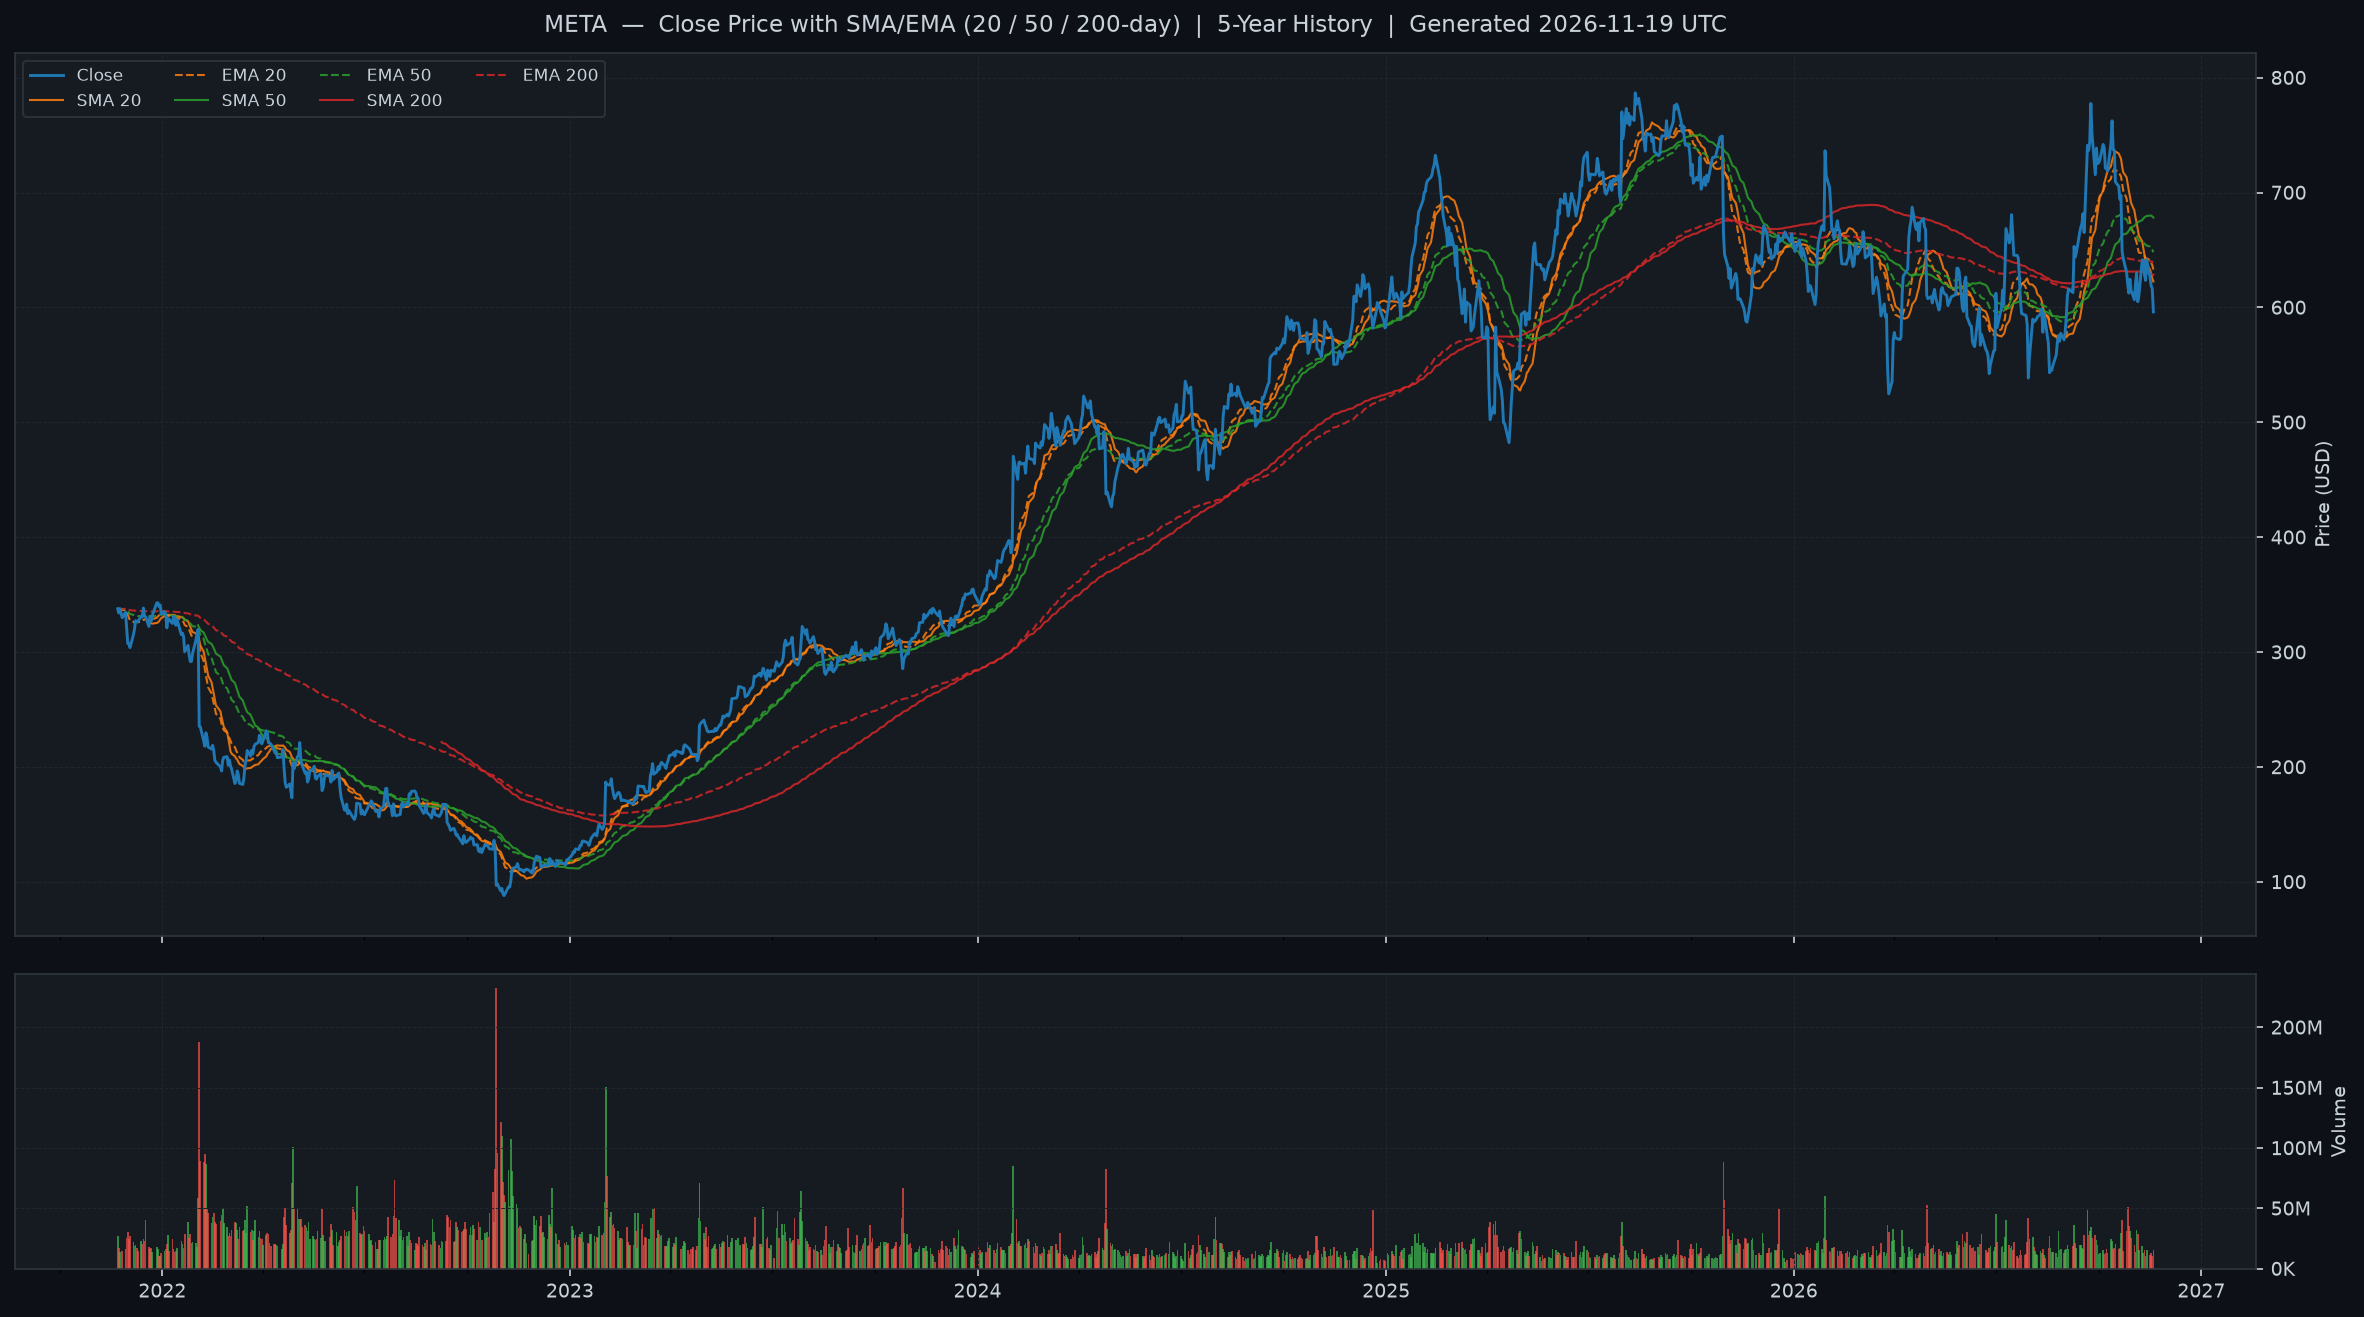 META — Close Price with SMA/EMA (20 / 50 / 200-day) | 5-Year History | Generated 2026-11-19 UTC
Close EMA 20 EMA 50 EMA 200
SMA 20 SMA 50 SMA 200
800
700
600
500
400
300
200
100
Price (USD)
200M
150M
100M
50M
0K
Volume
2022 2023 2024 2025 2026 2027